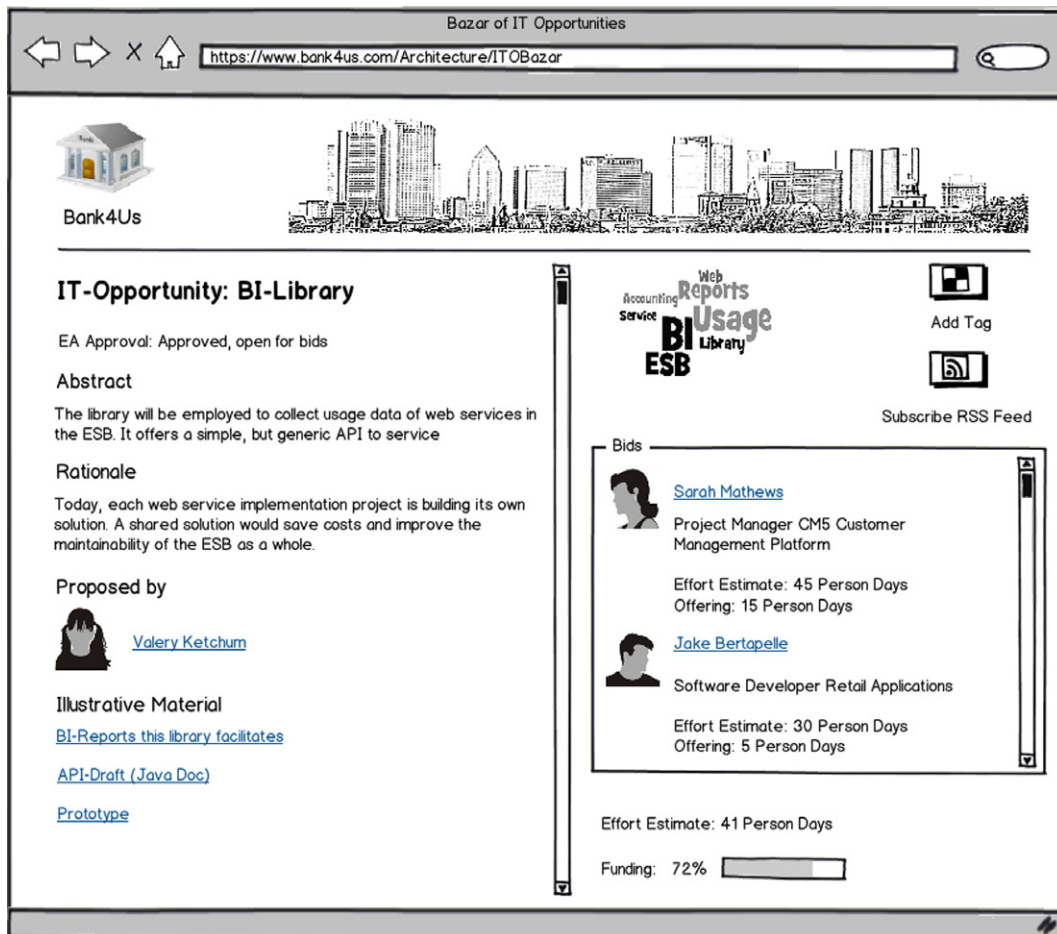 Bazar of IT Opportunities
https://www.bank4us.com/Architecture/ITOBazar
Bank
Bank4Us
IT-Opportunity: BI-Library
EA Approval: Approved, open for bids
Abstract
The library will be employed to collect usage data of web services in
the ESB. It offers a simple, but generic API to service
Rationale
Today, each web service implementation project is building its own
solution. A shared solution would save costs and improve the
maintainability of the ESB as a whole.
Proposed by
Valery Ketchum
Illustrative Material
BI-Reports this library facilitates
API-Draft (Java Doc)
Prototype
Web
Accounting Reports
Service BI Usage
Library
ESB
Add Tag
Subscribe RSS Feed
Bids
Sarah Mathews
Project Manager CM5 Customer
Management Platform
Effort Estimate: 45 Person Days
Offering: 15 Person Days
Jake Bertapelle
Software Developer Retail Applications
Effort Estimate: 30 Person Days
Offering: 5 Person Days
Effort Estimate: 41 Person Days
Funding: 72%